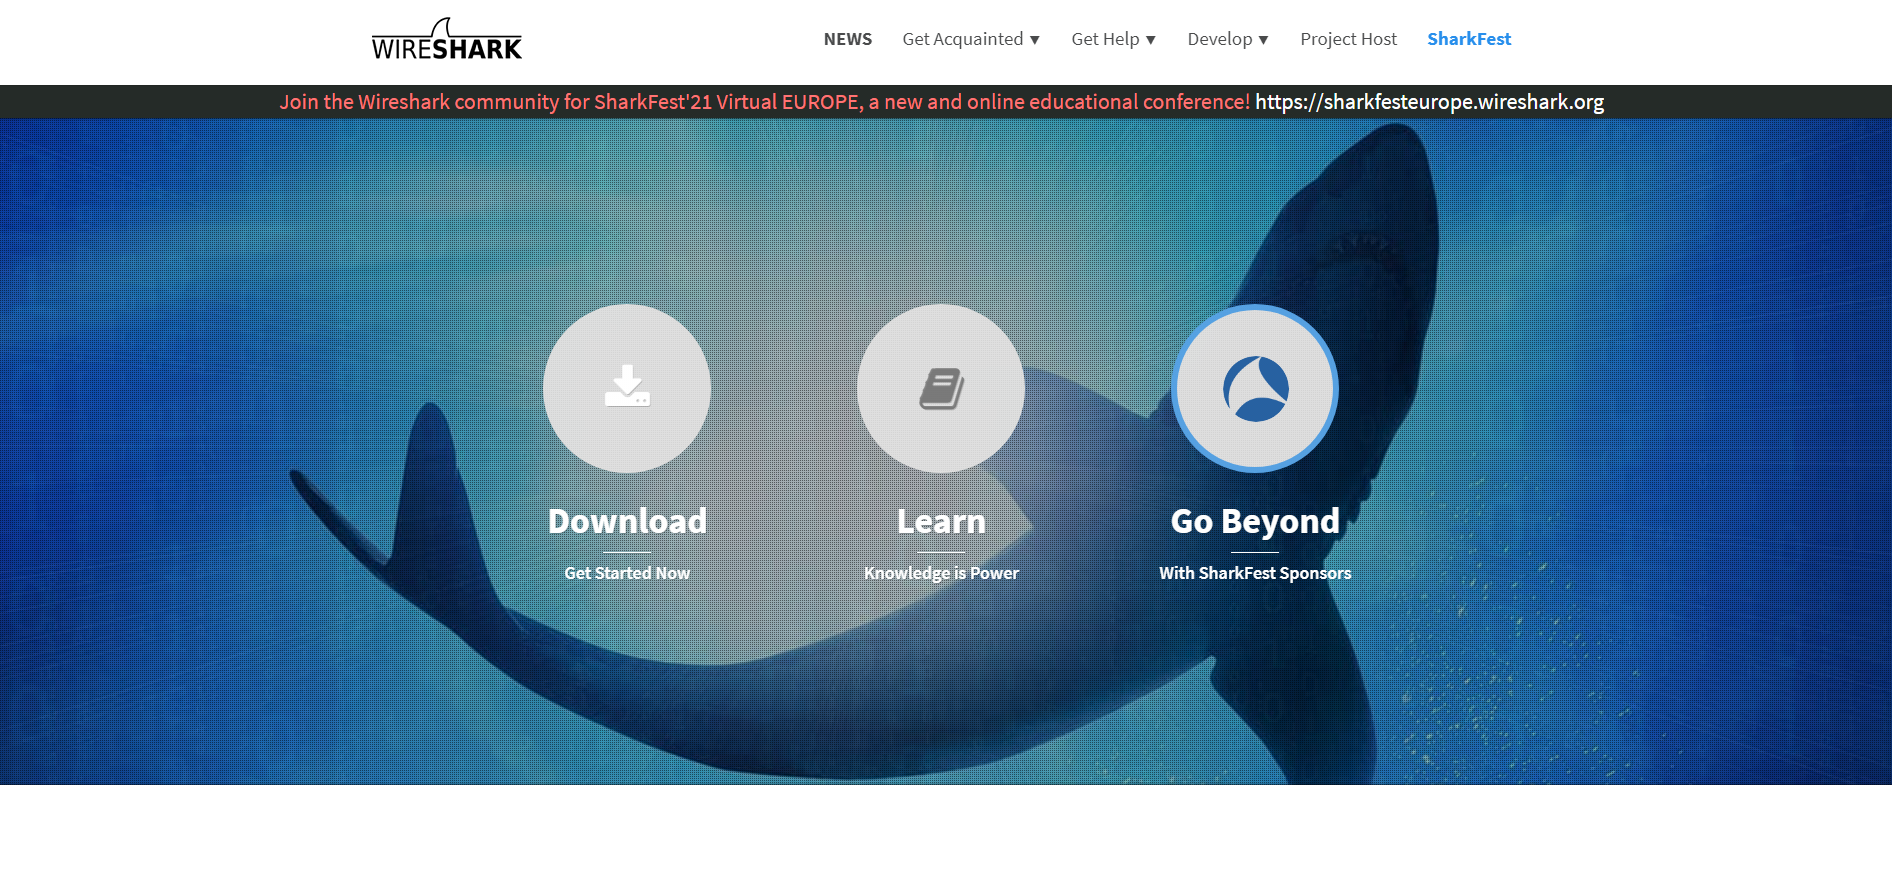 WIRESHARK
NEWS Get Acquainted ▼ Get Help ▼ Develop ▼ Project Host SharkFest
Join the Wireshark community for SharkFest'21 Virtual EUROPE, a new and online educational conference! https://sharkfesteurope.wireshark.org
Download Learn Go Beyond
Get Started Now Knowledge is Power With SharkFest Sponsors